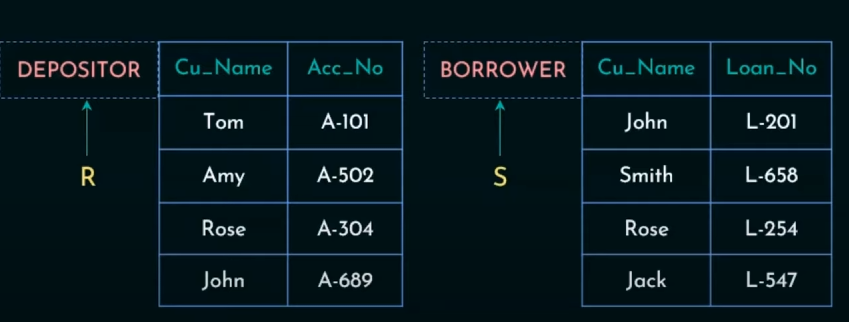 DEPOSITOR Cu_Name Acc_No
Tom A-101
Amy A-502
Rose A-304
John A-689
R
BORROWER Cu_Name Loan_No
John L-201
Smith L-658
Rose L-254
Jack L-547
S